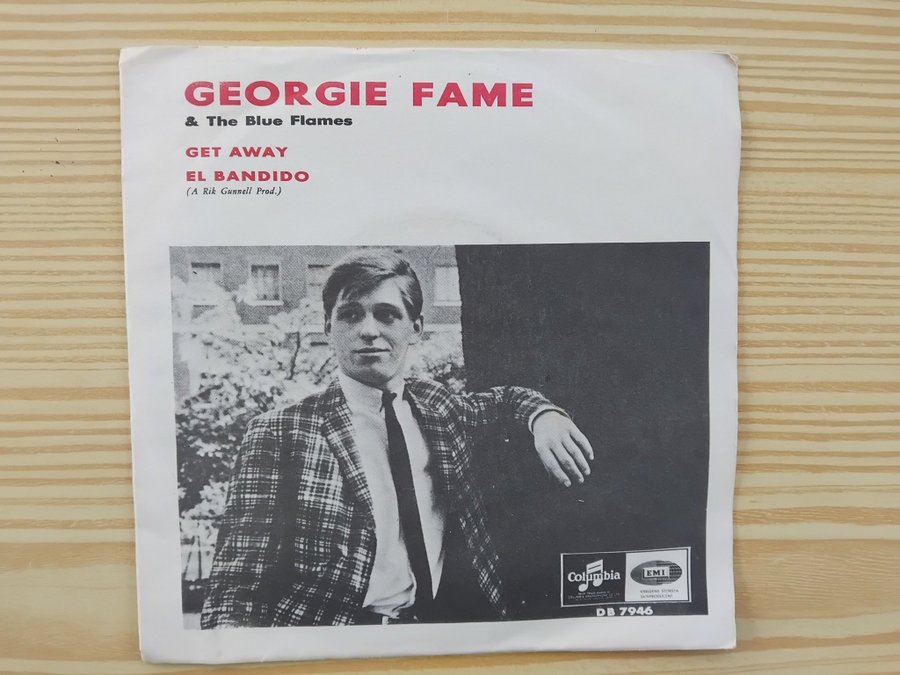 GEORGIE FAME
& The Blue Flames
GET AWAY
EL BANDIDO
(A Rik Gunnell Prod.)
Columbia
EMI
DB 7946